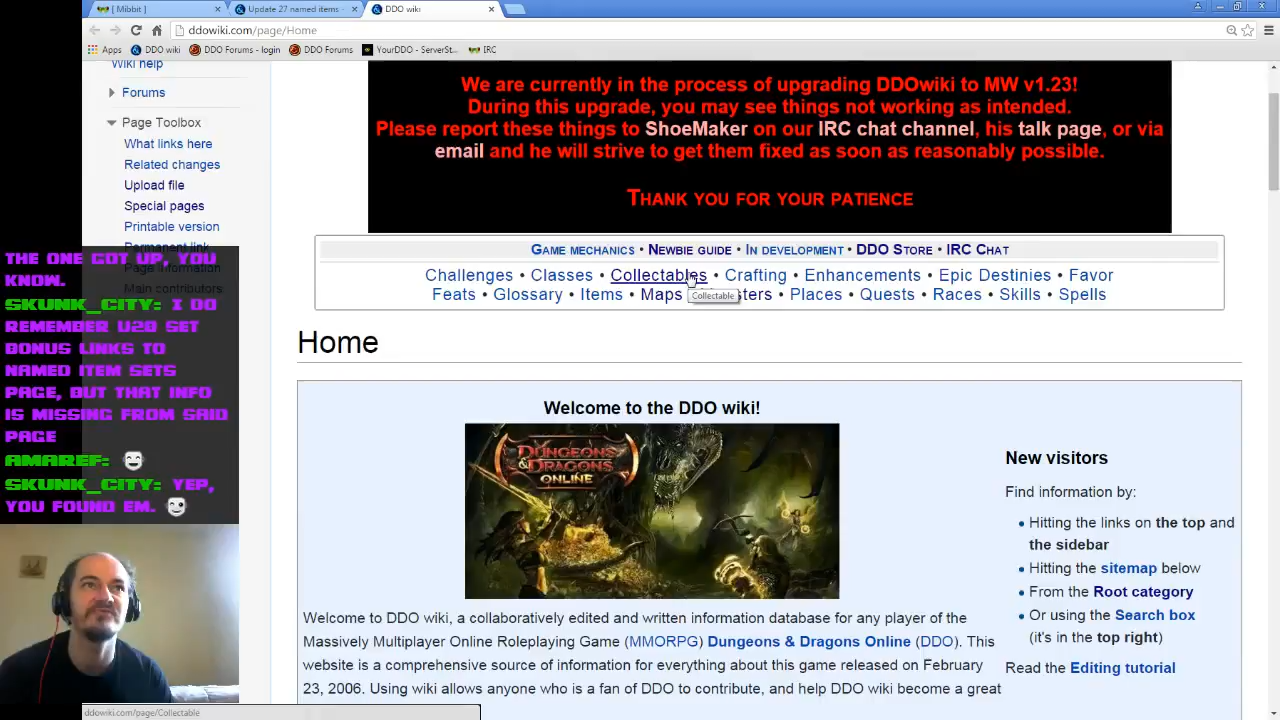 [ Mibbit ]
Update 27 named items -
DDO wiki
ddowiki.com/page/Home
Apps
DDO wiki
DDO Forums - login
DDO Forums
YourDDO - ServerSt...
IRC
Wiki help
Forums
Page Toolbox
What links here
Related changes
Upload file
Special pages
Printable version
Permanent link
Page information
Main contributors
THE ONE GOT UP, YOU
KNOW.
SKUNK_CITY: I DO
REMEMBER U20 SET
BONUS LINKS TO
NAMED ITEM SETS
PAGE, BUT THAT INFO
IS MISSING FROM SAID
PAGE
AMAREF:
SKUNK_CITY: YEP,
YOU FOUND EM.
We are currently in the process of upgrading DDOwiki to MW v1.23!
During this upgrade, you may see things not working as intended.
Please report these things to ShoeMaker on our IRC chat channel, his talk page, or via
email and he will strive to get them fixed as soon as reasonably possible.
THANK YOU FOR YOUR PATIENCE
GAME MECHANICS • NEWBIE GUIDE • IN DEVELOPMENT • DDO STORE • IRC CHAT
Challenges • Classes • Collectables • Crafting • Enhancements • Epic Destinies • Favor
Feats • Glossary • Items • Maps sters • Places • Quests • Races • Skills • Spells
Collectable
Home
Welcome to the DDO wiki!
DUNGEONS
& DRAGONS
ONLINE
Welcome to DDO wiki, a collaboratively edited and written information database for any player of the
Massively Multiplayer Online Roleplaying Game (MMORPG) Dungeons & Dragons Online (DDO). This
website is a comprehensive source of information for everything about this game released on February
23, 2006. Using wiki allows anyone who is a fan of DDO to contribute, and help DDO wiki become a great
New visitors
Find information by:
Hitting the links on the top and
the sidebar
Hitting the sitemap below
From the Root category
Or using the Search box
(it's in the top right)
Read the Editing tutorial
ddowiki.com/page/Collectable